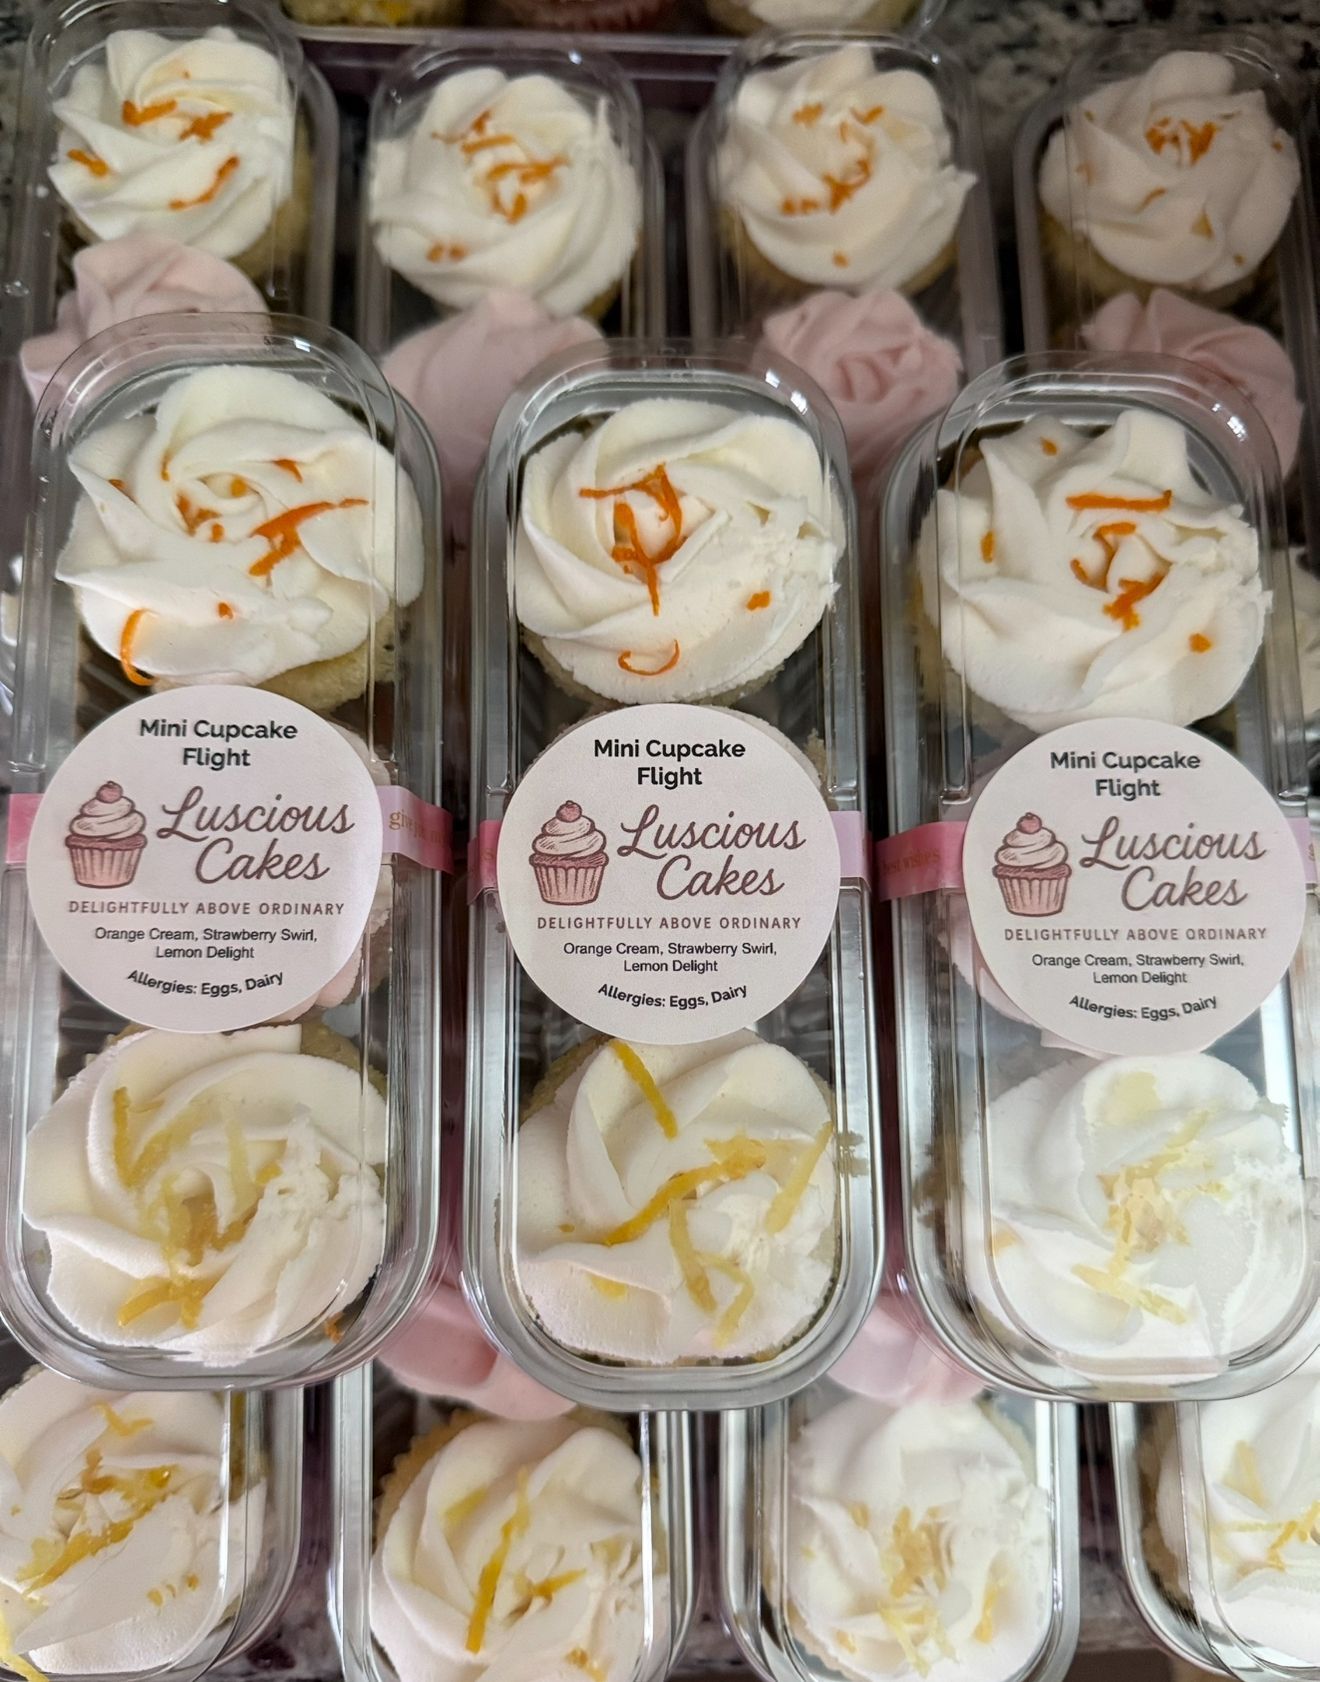 Mini Cupcake
Flight
Luscious
Cakes
DELIGHTFULLY ABOVE ORDINARY
Orange Cream, Strawberry Swirl,
Lemon Delight
Allergies: Eggs, Dairy
Mini Cupcake
Flight
Luscious
Cakes
DELIGHTFULLY ABOVE ORDINARY
Orange Cream, Strawberry Swirl,
Lemon Delight
Allergies: Eggs, Dairy
best wishes
Mini Cupcake
Flight
Luscious
Cakes
DELIGHTFULLY ABOVE ORDINARY
Orange Cream, Strawberry Swirl,
Lemon Delight
Allergies: Eggs, Dairy